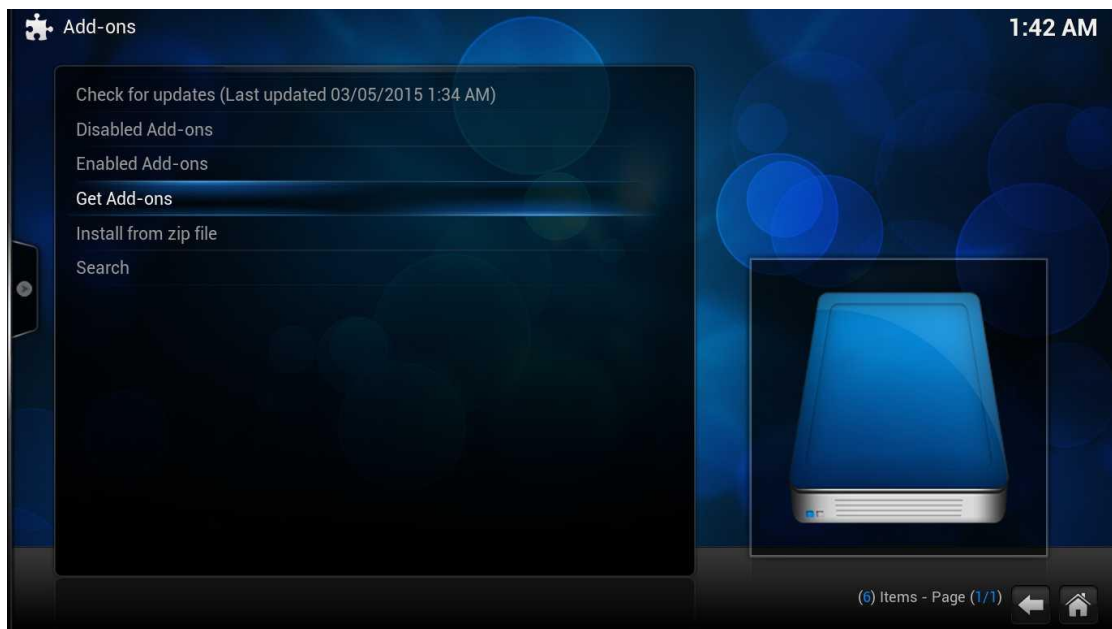 Add-ons
1:42 AM
Check for updates (Last updated 03/05/2015 1:34 AM)
Disabled Add-ons
Enabled Add-ons
Get Add-ons
Install from zip file
Search
(6) Items - Page (1/1)